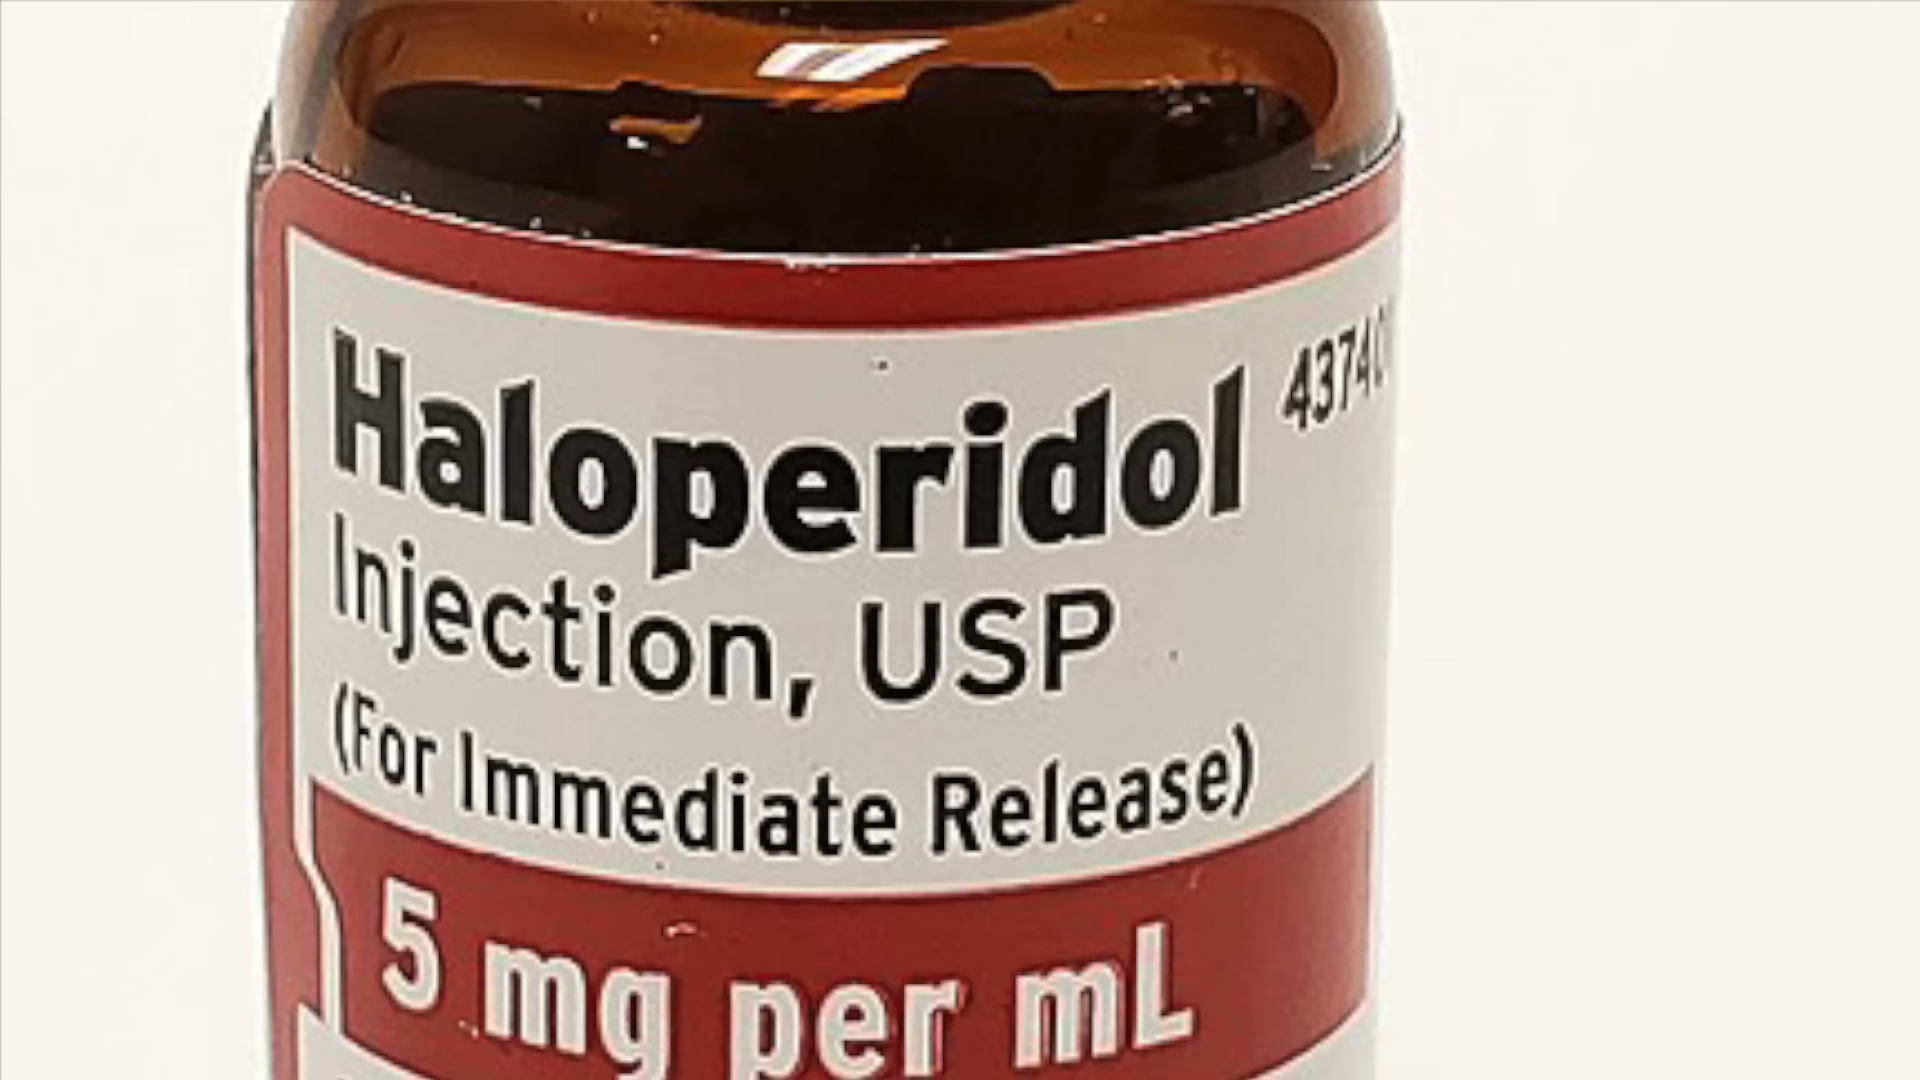 Haloperidol
Injection, USP
(For Immediate Release)
5 mg per mL